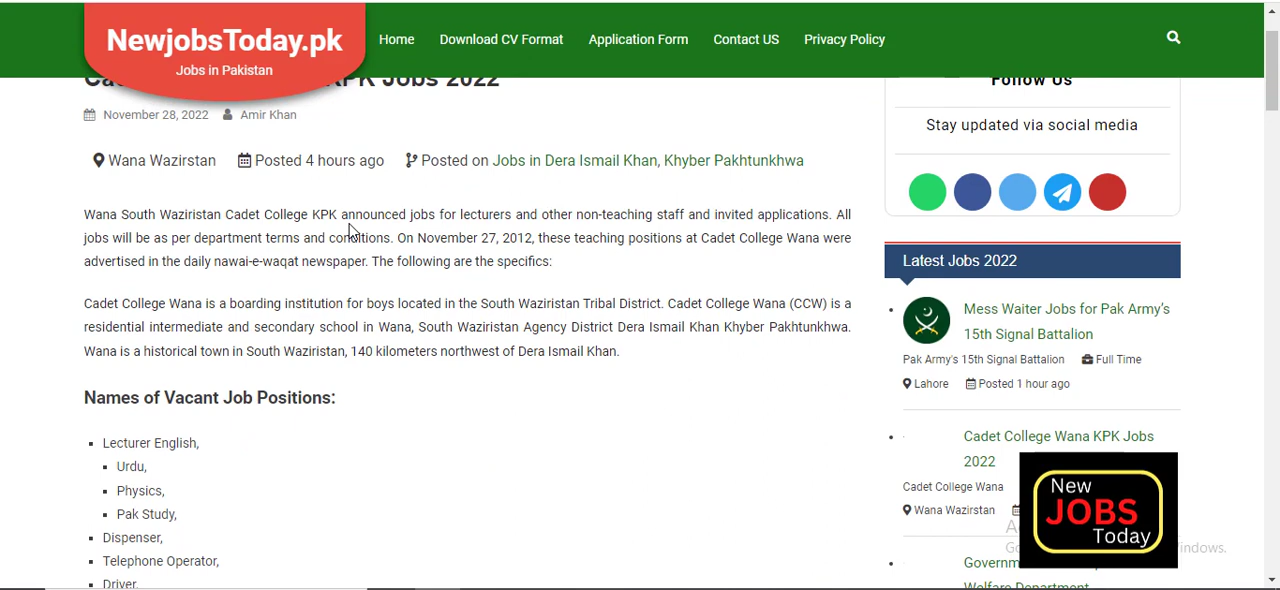 NewjobsToday.pk
Jobs in Pakistan
Home
Download CV Format
Application Form
Contact US
Privacy Policy
KPK Jobs 2022
November 28, 2022
Amir Khan
Wana Wazirstan
Posted 4 hours ago
Posted on Jobs in Dera Ismail Khan, Khyber Pakhtunkhwa
Wana South Waziristan Cadet College KPK announced jobs for lecturers and other non-teaching staff and invited applications. All
jobs will be as per department terms and conditions. On November 27, 2012, these teaching positions at Cadet College Wana were
advertised in the daily nawai-e-waqat newspaper. The following are the specifics:
Cadet College Wana is a boarding institution for boys located in the South Waziristan Tribal District. Cadet College Wana (CCW) is a
residential intermediate and secondary school in Wana, South Waziristan Agency District Dera Ismail Khan Khyber Pakhtunkhwa.
Wana is a historical town in South Waziristan, 140 kilometers northwest of Dera Ismail Khan.
Names of Vacant Job Positions:
Lecturer English,
Urdu,
Physics,
Pak Study,
Dispenser,
Telephone Operator,
Driver,
Follow Us
Stay updated via social media
Latest Jobs 2022
Mess Waiter Jobs for Pak Army's
15th Signal Battalion
Pak Army's 15th Signal Battalion
Full Time
Lahore
Posted 1 hour ago
Cadet College Wana KPK Jobs
2022
Cadet College Wana
Wana Wazirstan
Welfare Department
New
JOBS
Today